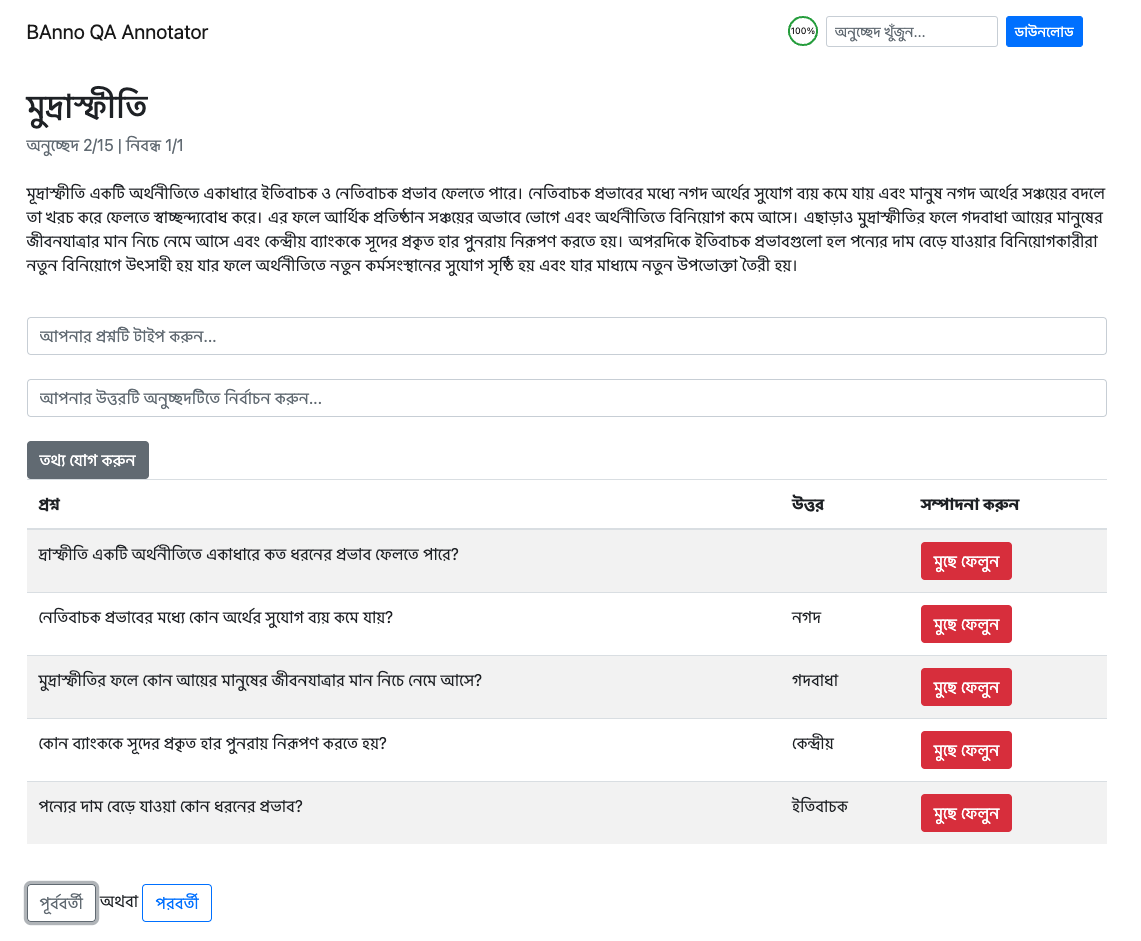 BAnno QA Annotator
100%
অনুচ্ছেদ খুঁজুন...
ডাউনলোড
মুদ্রাস্ফীতি
অনুচ্ছেদ 2/15 | নিবন্ধ 1/1
মূদ্রাস্ফীতি একটি অর্থনীতিতে একাধারে ইতিবাচক ও নেতিবাচক প্রভাব ফেলতে পারে। নেতিবাচক প্রভাবের মধ্যে নগদ অর্থের সুযোগ ব্যয় কমে যায় এবং মানুষ নগদ অর্থের সঞ্চয়ের বদলে
তা খরচ করে ফেলতে স্বাচ্ছন্দ্যবোধ করে। এর ফলে আর্থিক প্রতিষ্ঠান সঞ্চয়ের অভাবে ভোগে এবং অর্থনীতিতে বিনিয়োগ কমে আসে। এছাড়াও মুদ্রাস্ফীতির ফলে গদবাধা আয়ের মানুষের
জীবনযাত্রার মান নিচে নেমে আসে এবং কেন্দ্রীয় ব্যাংককে সূদের প্রকৃত হার পুনরায় নিরূপণ করতে হয়। অপরদিকে ইতিবাচক প্রভাবগুলো হল পন্যের দাম বেড়ে যাওয়ার বিনিয়োগকারীরা
নতুন বিনিয়োগে উৎসাহী হয় যার ফলে অর্থনীতিতে নতুন কর্মসংস্থানের সুযোগ সৃষ্ঠি হয় এবং যার মাধ্যমে নতুন উপভোক্তা তৈরী হয়।
আপনার প্রশ্নটি টাইপ করুন...
আপনার উত্তরটি অনুচ্ছদটিতে নির্বাচন করুন...
তথ্য যোগ করুন
প্রশ্ন উত্তর সম্পাদনা করুন
দ্রাস্ফীতি একটি অর্থনীতিতে একাধারে কত ধরনের প্রভাব ফেলতে পারে? মুছে ফেলুন
নেতিবাচক প্রভাবের মধ্যে কোন অর্থের সুযোগ ব্যয় কমে যায়? নগদ মুছে ফেলুন
মুদ্রাস্ফীতির ফলে কোন আয়ের মানুষের জীবনযাত্রার মান নিচে নেমে আসে? গদবাধা মুছে ফেলুন
কোন ব্যাংককে সূদের প্রকৃত হার পুনরায় নিরূপণ করতে হয়? কেন্দ্রীয় মুছে ফেলুন
পন্যের দাম বেড়ে যাওয়া কোন ধরনের প্রভাব? ইতিবাচক মুছে ফেলুন
পূর্ববর্তী অথবা পরবর্তী